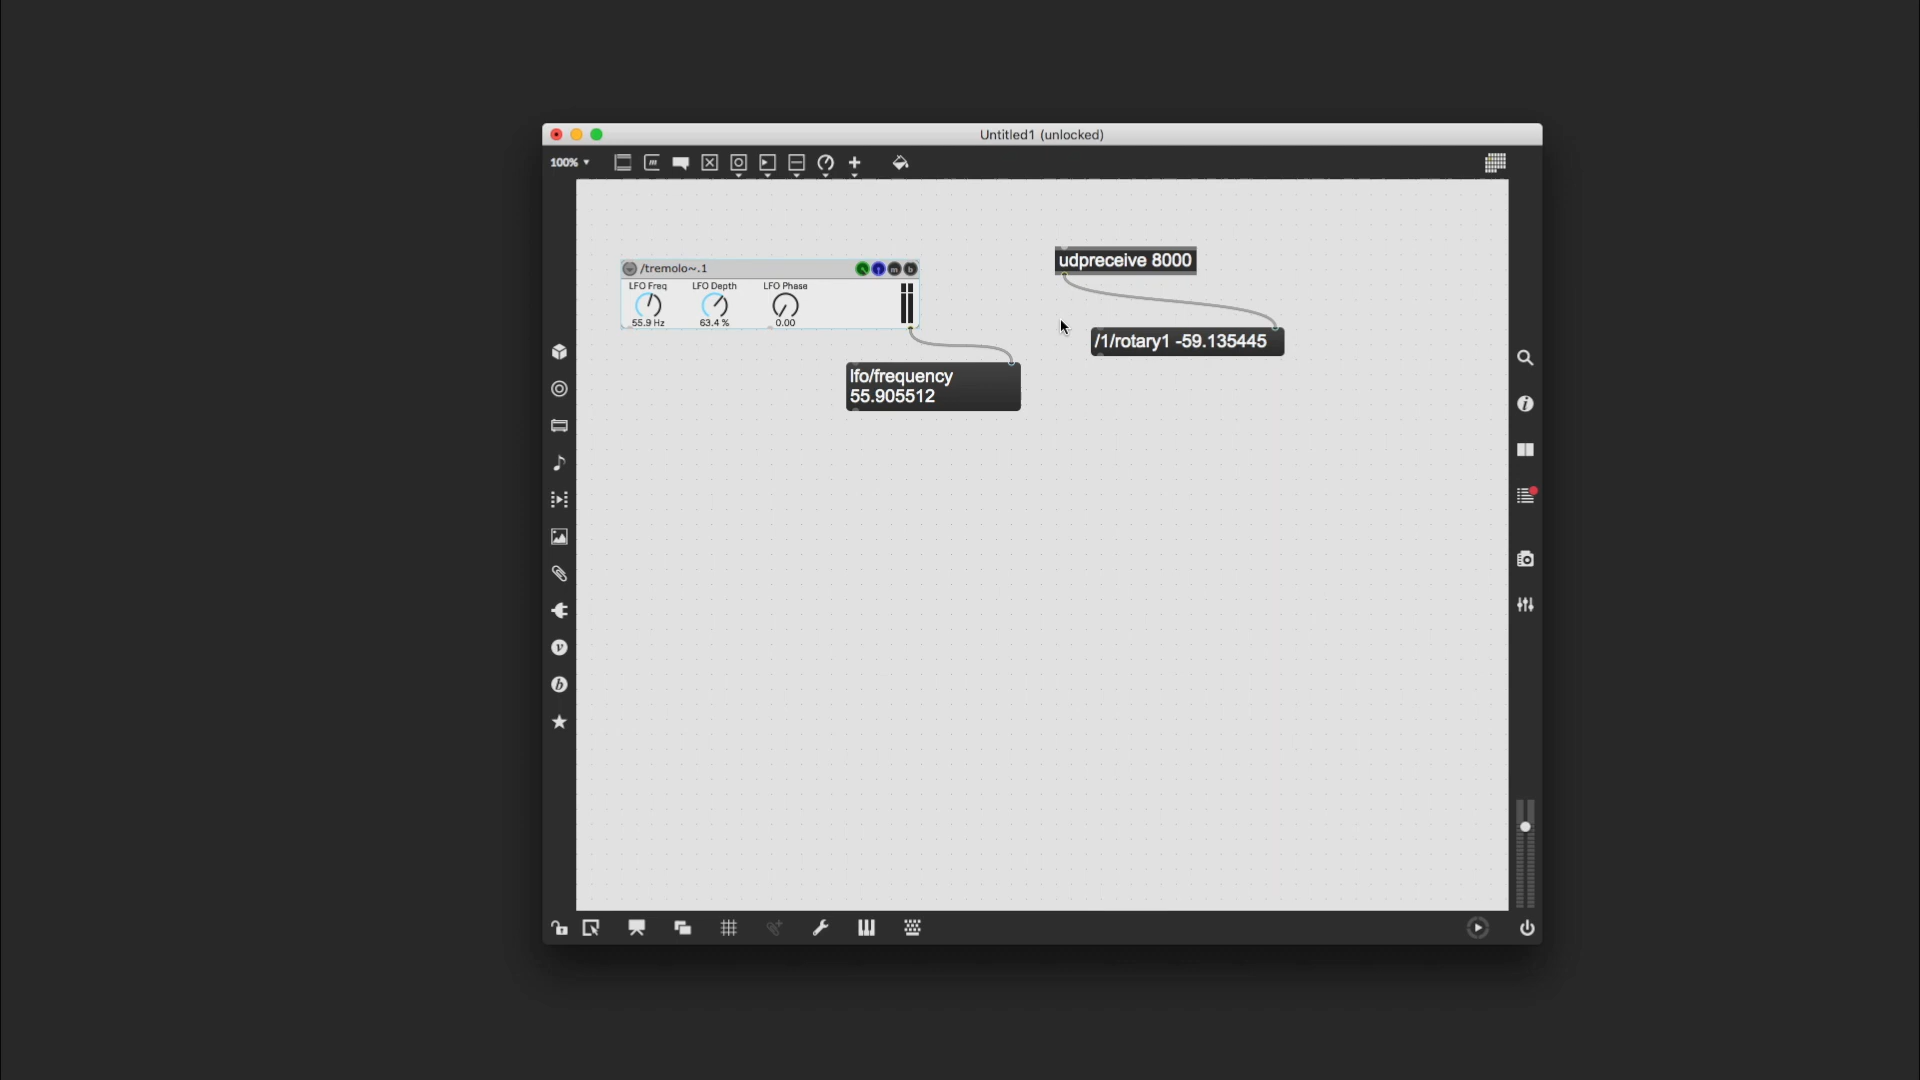 Untitled1 (unlocked)
100%
/tremolo~.1
m
b
LFO Freq
LFO Depth
LFO Phase
55.9 Hz
63.4 %
0.00
udpreceive 8000
/1/rotary1 -59.135445
lfo/frequency
55.905512